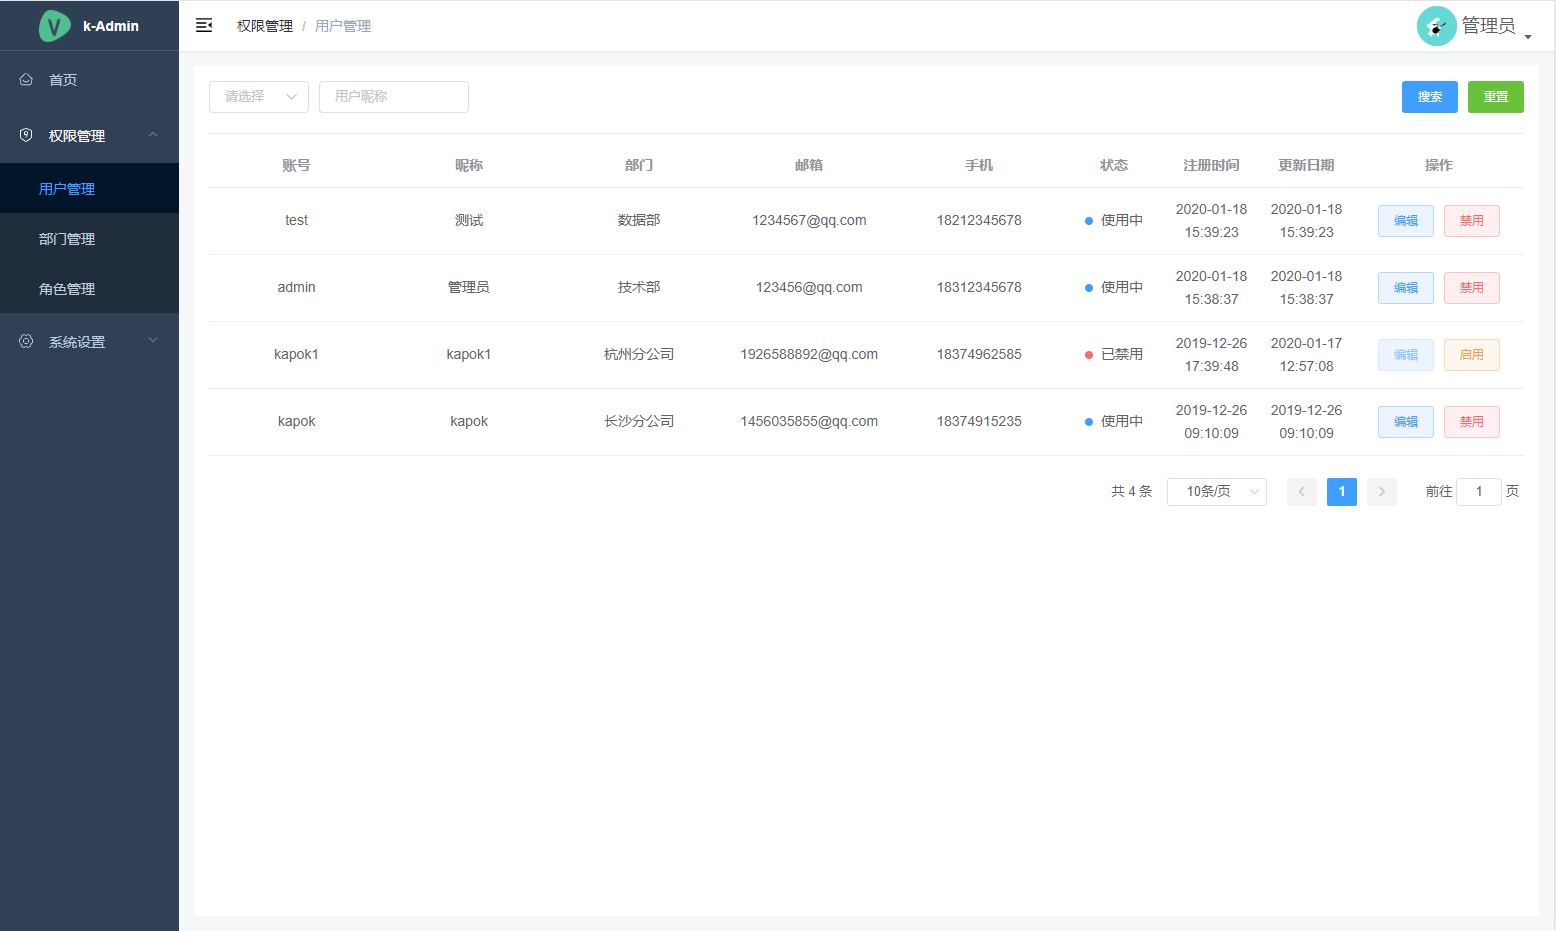 k-Admin
权限管理 / 用户管理
管理员
首页
权限管理
用户管理
部门管理
角色管理
系统设置
请选择 用户昵称 搜索 重置
账号 昵称 部门 邮箱 手机 状态 注册时间 更新日期 操作
test 测试 数据部 1234567@qq.com 18212345678 使用中 2020-01-18 15:39:23 2020-01-18 15:39:23 编辑 禁用
admin 管理员 技术部 123456@qq.com 18312345678 使用中 2020-01-18 15:38:37 2020-01-18 15:38:37 编辑 禁用
kapok1 kapok1 杭州分公司 1926588892@qq.com 18374962585 已禁用 2019-12-26 17:39:48 2020-01-17 12:57:08 编辑 启用
kapok kapok 长沙分公司 1456035855@qq.com 18374915235 使用中 2019-12-26 09:10:09 2019-12-26 09:10:09 编辑 禁用
共 4 条 10条/页 1 前往 1 页